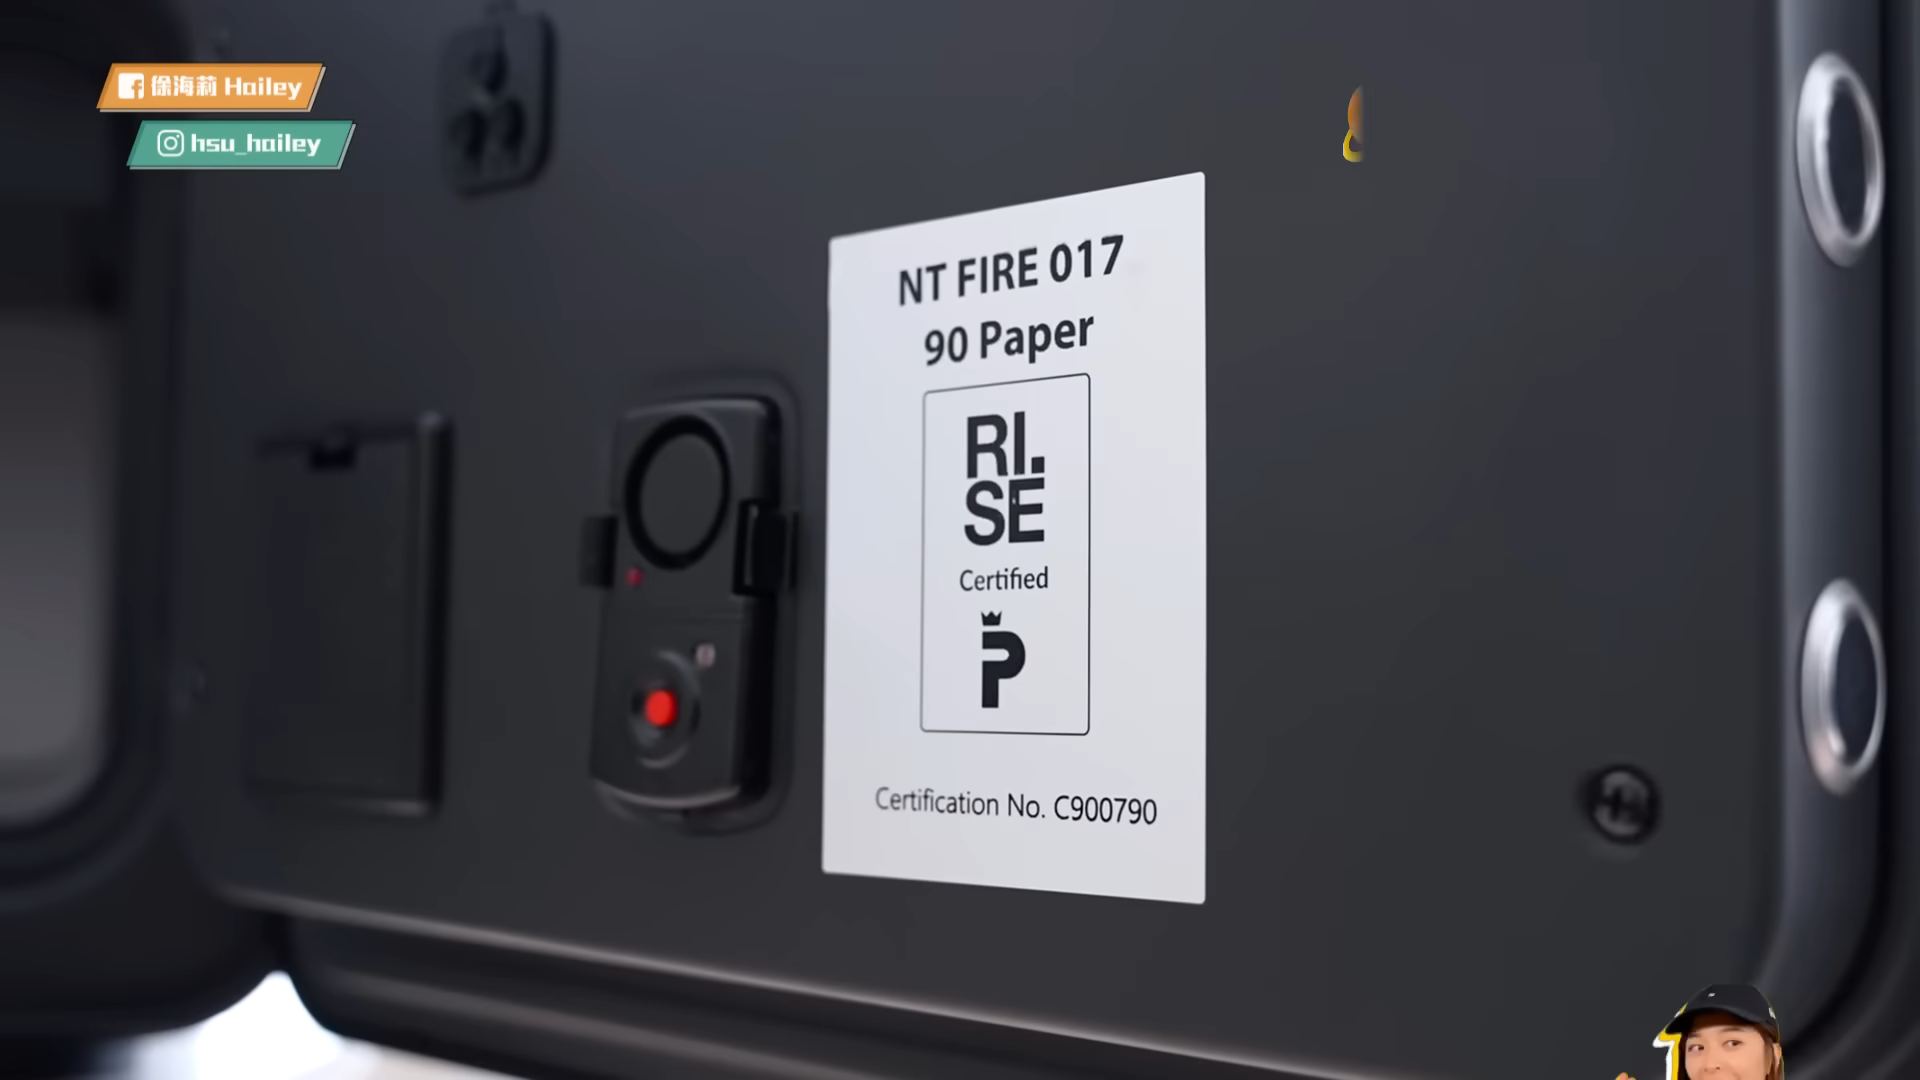 徐海莉 Hailey
hsu_hailey
NT FIRE 017
90 Paper
RI.
SE
Certified
P
Certification No. C900790